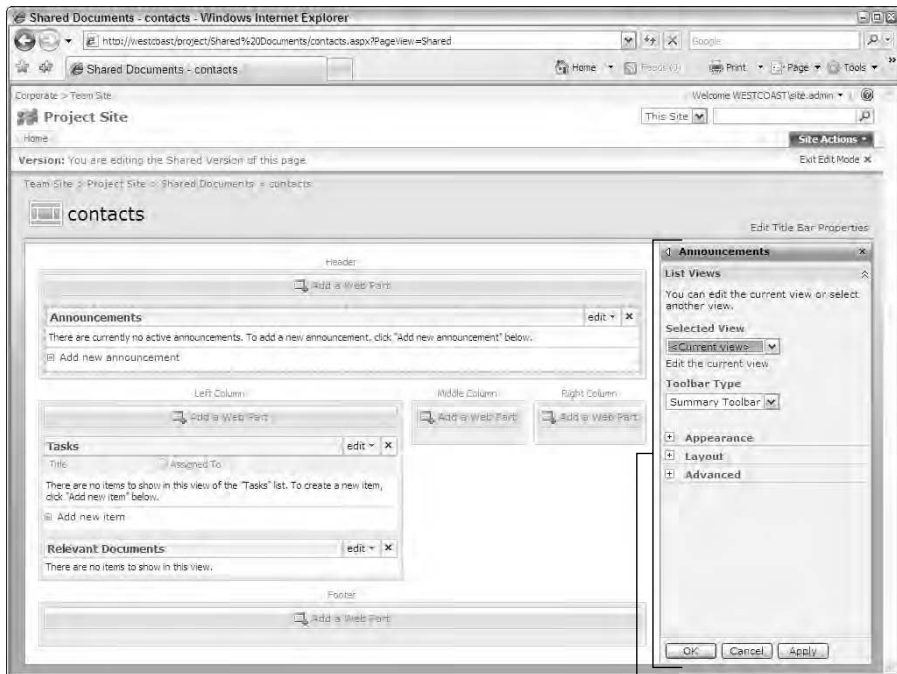 Shared Documents - contacts - Windows Internet Explorer
http://westcoast/project/Shared%20Documents/contacts.aspx?PageView=Shared
Google
Shared Documents - contacts
Home
Feeds (J)
Print
Page
Tools
»
Corporate > Team Site
Welcome WESTCOAST\site.admin
Project Site
This Site
Home
Site Actions
Version: You are editing the Shared Version of this page
Exit Edit Mode ✕
Team Site > Project Site > Shared Documents > contacts
contacts
Edit Title Bar Properties
Header
Add a Web Part
Announcements
edit
There are currently no active announcements. To add a new announcement, click "Add new announcement" below.
Add new announcement
Left Column
Middle Column
Right Column
Add a Web Part
Add a Web Part
Add a Web Part
Tasks
edit
Title
Assigned To
There are no items to show in this view of the "Tasks" list. To create a new item,
click "Add new item" below.
Add new item
Relevant Documents
edit
There are no items to show in this view.
Footer
Add a Web Part
Announcements
List Views
You can edit the current view or select
another view.
Selected View
<Current view>
Edit the current view
Toolbar Type
Summary Toolbar
Appearance
Layout
Advanced
OK
Cancel
Apply